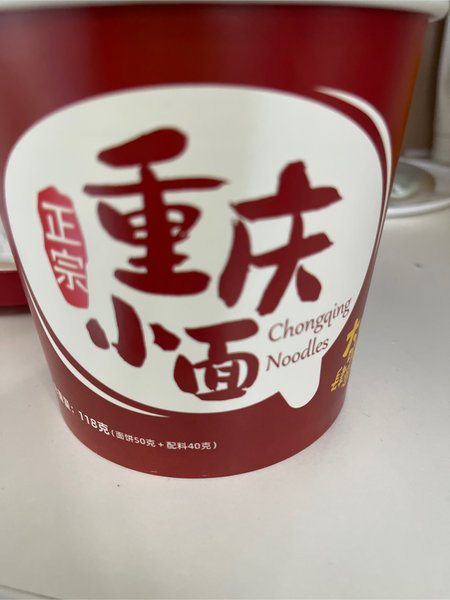 正宗
重庆
小面
Chongqing
Noodles
118克(面饼50克+配料40克)